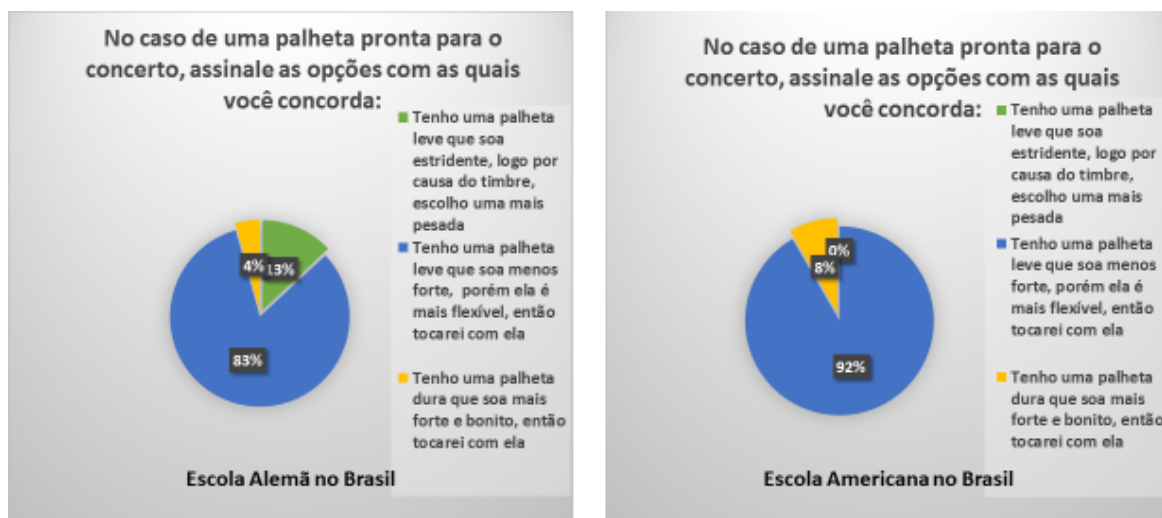 No caso de uma palheta pronta para o
concerto, assinale as opções com as quais
você concorda:
Tenho uma palheta
leve que soa
estridente, logo por
causa do timbre,
escolho uma mais
pesada
Tenho uma palheta
leve que soa menos
forte, porém ela é
mais flexível, então
tocarei com ela
Tenho uma palheta
dura que soa mais
forte e bonito, então
tocarei com ela
4%
13%
83%
Escola Alemã no Brasil
No caso de uma palheta pronta para o
concerto, assinale as opções com as quais
você concorda:
Tenho uma palheta
leve que soa
estridente, logo por
causa do timbre,
escolho uma mais
pesada
Tenho uma palheta
leve que soa menos
forte, porém ela é
mais flexível, então
tocarei com ela
Tenho uma palheta
dura que soa mais
forte e bonito, então
tocarei com ela
0%
8%
92%
Escola Americana no Brasil